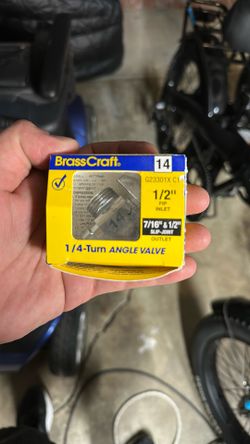 BrassCraft®
14
G23301X C1
1/2"
FIP
INLET
7/16" & 1/2"
SLIP-JOINT
OUTLET
1/4-Turn ANGLE VALVE